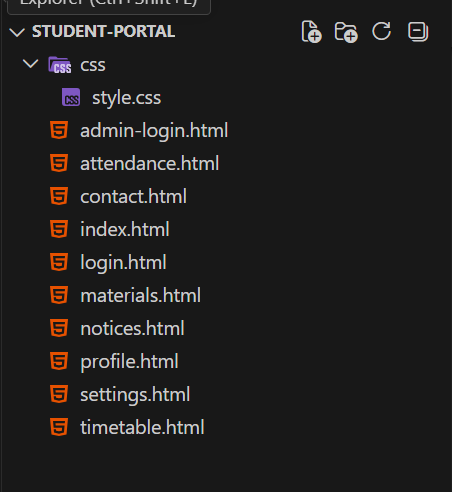 Explorer (Ctrl+Shift+E)
STUDENT-PORTAL
css
style.css
admin-login.html
attendance.html
contact.html
index.html
login.html
materials.html
notices.html
profile.html
settings.html
timetable.html